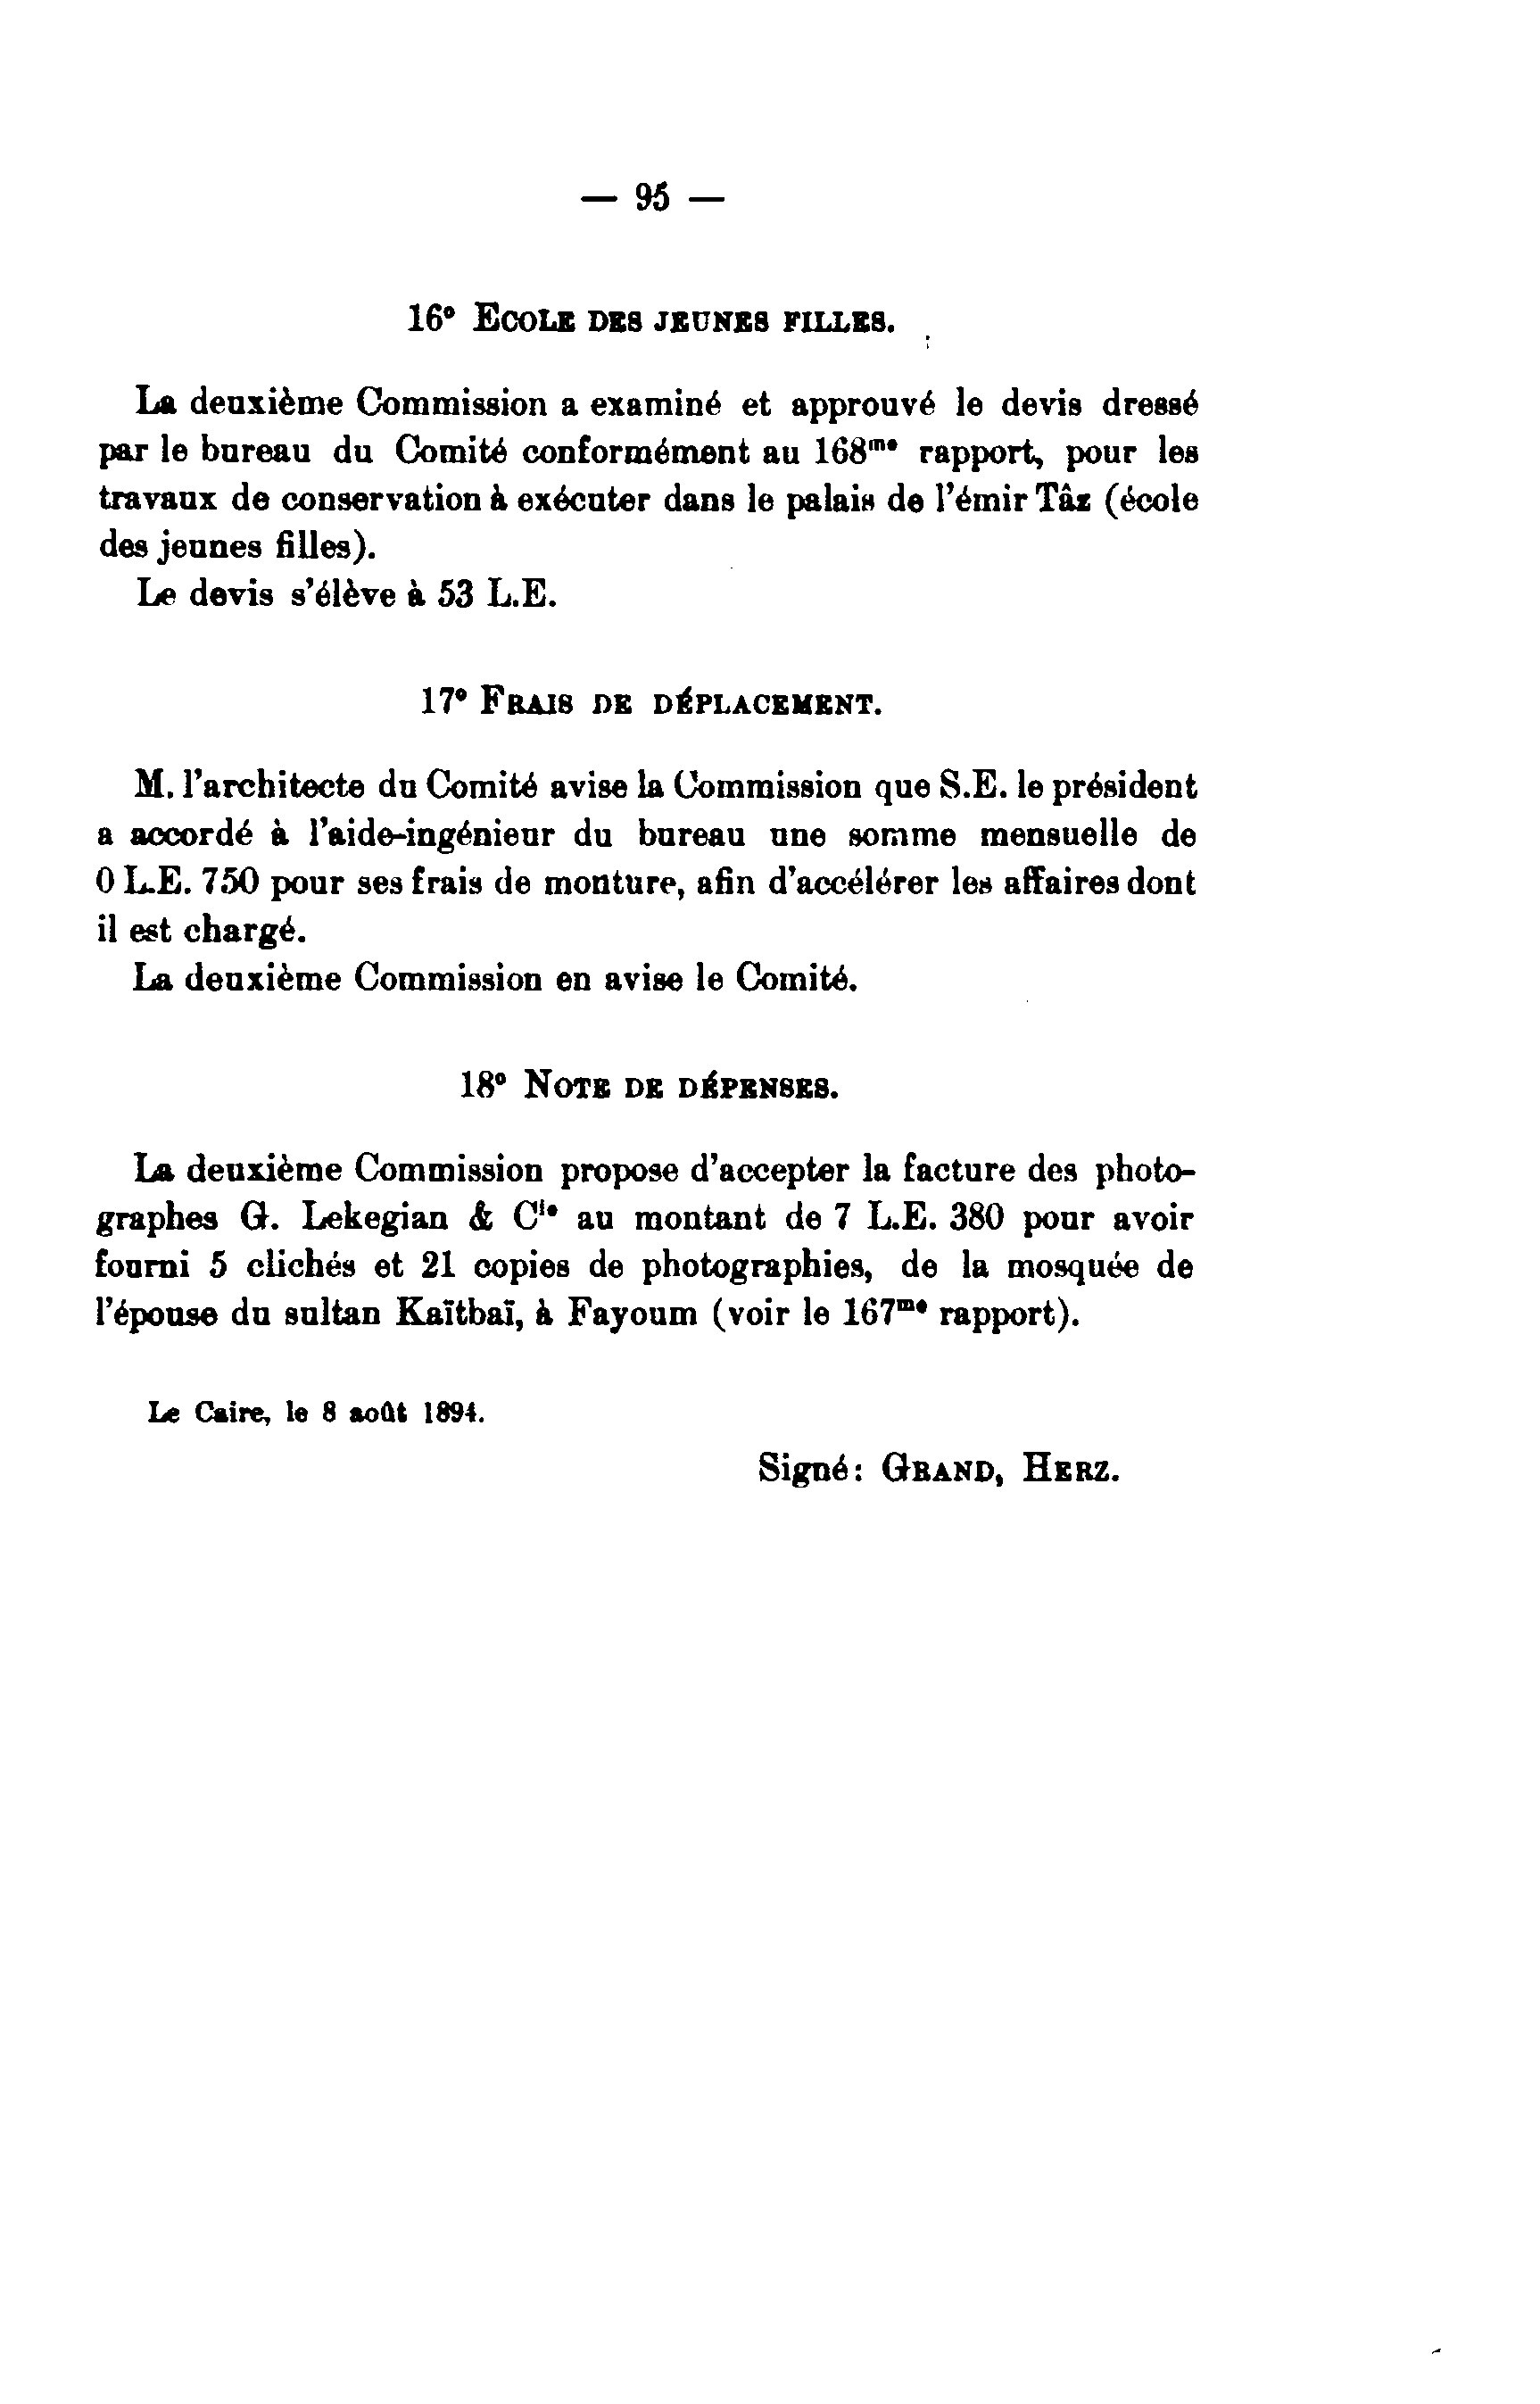 — 95 —
16° ECOLE DES JEUNES FILLES.
La deuxième Commission a examiné et approuvé le devis dressé
par le bureau du Comité conformément au 168me rapport, pour les
travaux de conservation à exécuter dans le palais de l'émir Tâz (école
des jeunes filles).
Le devis s'élève à 53 L.E.
17° FRAIS DE DÉPLACEMENT.
M. l'architecte du Comité avise la Commission que S.E. le président
a accordé à l'aide-ingénieur du bureau une somme mensuelle de
0 L.E. 750 pour ses frais de monture, afin d'accélérer les affaires dont
il est chargé.
La deuxième Commission en avise le Comité.
18° NOTE DE DÉPENSES.
La deuxième Commission propose d'accepter la facture des photo-
graphes G. Lekegian & Cie au montant de 7 L.E. 380 pour avoir
fourni 5 clichés et 21 copies de photographies, de la mosquée de
l'épouse du sultan Kaïtbaï, à Fayoum (voir le 167me rapport).
Le Caire, le 8 août 1894.
Signé: GRAND, HERZ.